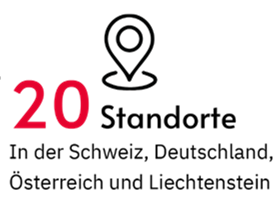 20 Standorte
In der Schweiz, Deutschland,
Österreich und Liechtenstein